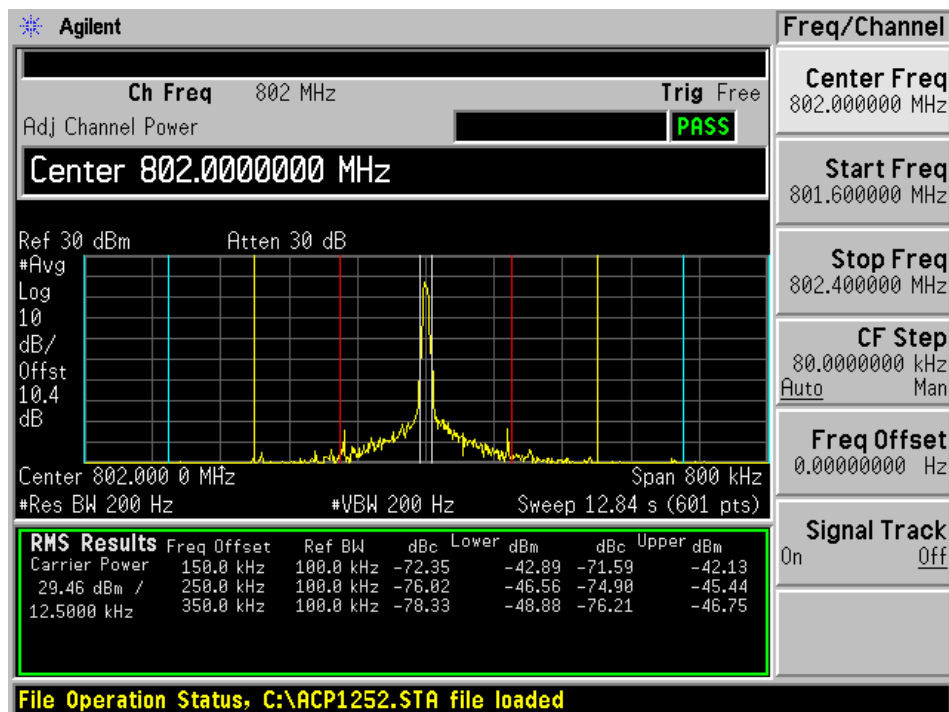 Agilent
Freq/Channel
Ch Freq 802 MHz Trig Free
Adj Channel Power PASS
Center 802.0000000 MHz
Ref 30 dBm Atten 30 dB
#Avg
Log
10
dB/
Offst
10.4
dB
Center 802.000 0 MHz Span 800 kHz
#Res BW 200 Hz #VBW 200 Hz Sweep 12.84 s (601 pts)
RMS Results Freq Offset Ref BW dBc Lower dBm dBc Upper dBm
Carrier Power 150.0 kHz 100.0 kHz -72.35 -42.89 -71.59 -42.13
29.46 dBm / 250.0 kHz 100.0 kHz -76.02 -46.56 -74.90 -45.44
12.5000 kHz 350.0 kHz 100.0 kHz -78.33 -48.88 -76.21 -46.75
File Operation Status, C:\ACP1252.STA file loaded
Center Freq
802.000000 MHz
Start Freq
801.600000 MHz
Stop Freq
802.400000 MHz
CF Step
80.0000000 kHz
Auto Man
Freq Offset
0.00000000 Hz
Signal Track
On Off